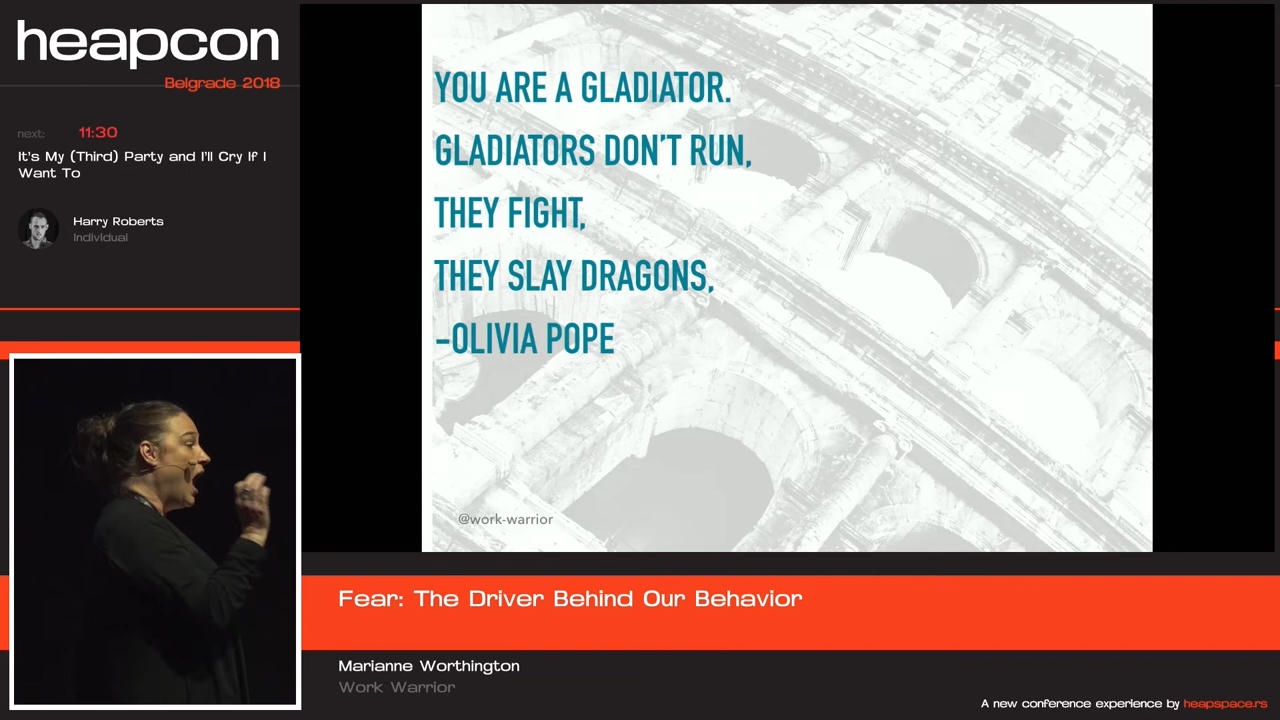 heapcon
Belgrade 2018
next: 11:30
It's My (Third) Party and I'll Cry If I
Want To
Harry Roberts
Individual
YOU ARE A GLADIATOR.
GLADIATORS DON'T RUN,
THEY FIGHT,
THEY SLAY DRAGONS,
-OLIVIA POPE
@work-warrior
Fear: The Driver Behind Our Behavior
Marianne Worthington
Work Warrior
A new conference experience by heapspace.rs